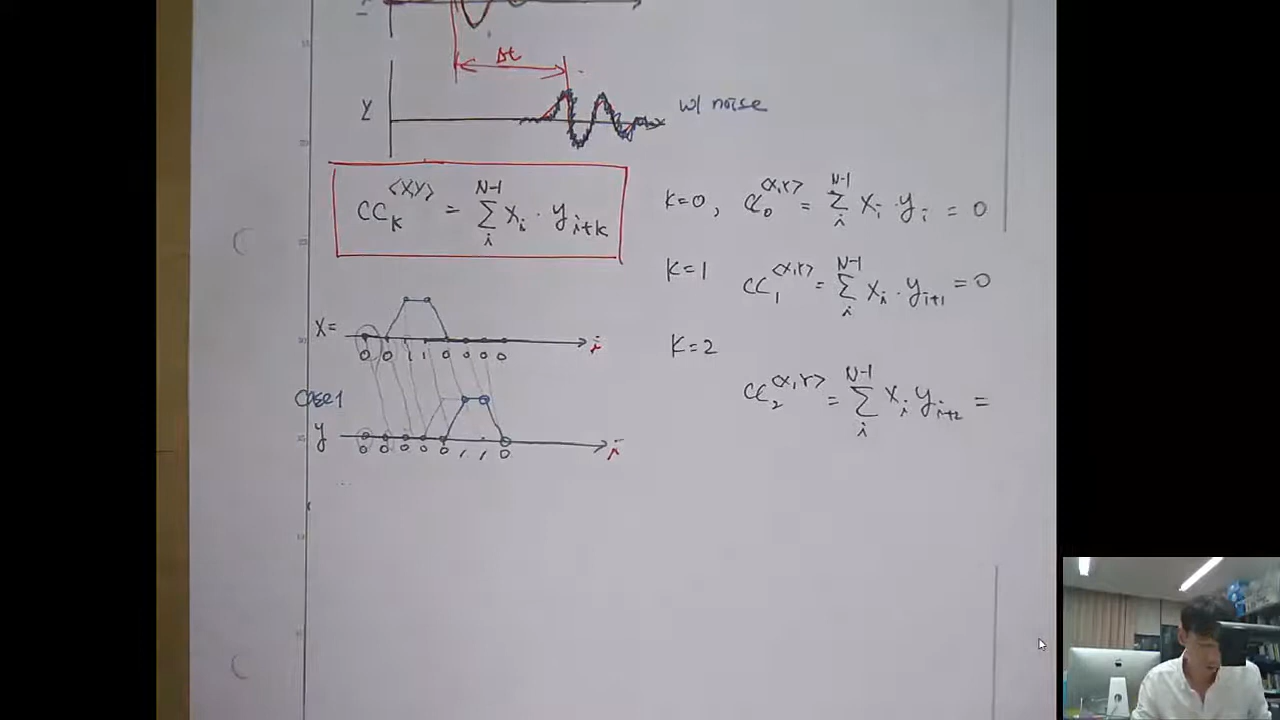 Δt
Y
w/ noise
CC_k^<X,Y> = Σ_i^{N-1} x_i · y_{i+k}
k=0, CC_0^<X,Y> = Σ_i^{N-1} x_i · y_i = 0
k=1 CC_1^<X,Y> = Σ_i^{N-1} x_i · y_{i+1} = 0
k=2
CC_2^<X,Y> = Σ_i^{N-1} x_i y_{i+2} =
X=
i
0 0 1 1 0 0 0 0
Case 1
y
i
0 0 0 0 0 1 1 0